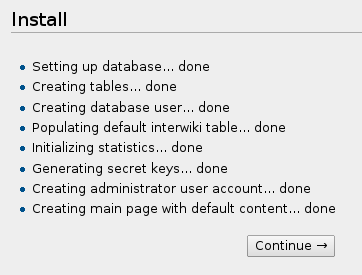 Install
Setting up database... done
Creating tables... done
Creating database user... done
Populating default interwiki table... done
Initializing statistics... done
Generating secret keys... done
Creating administrator user account... done
Creating main page with default content... done
Continue →